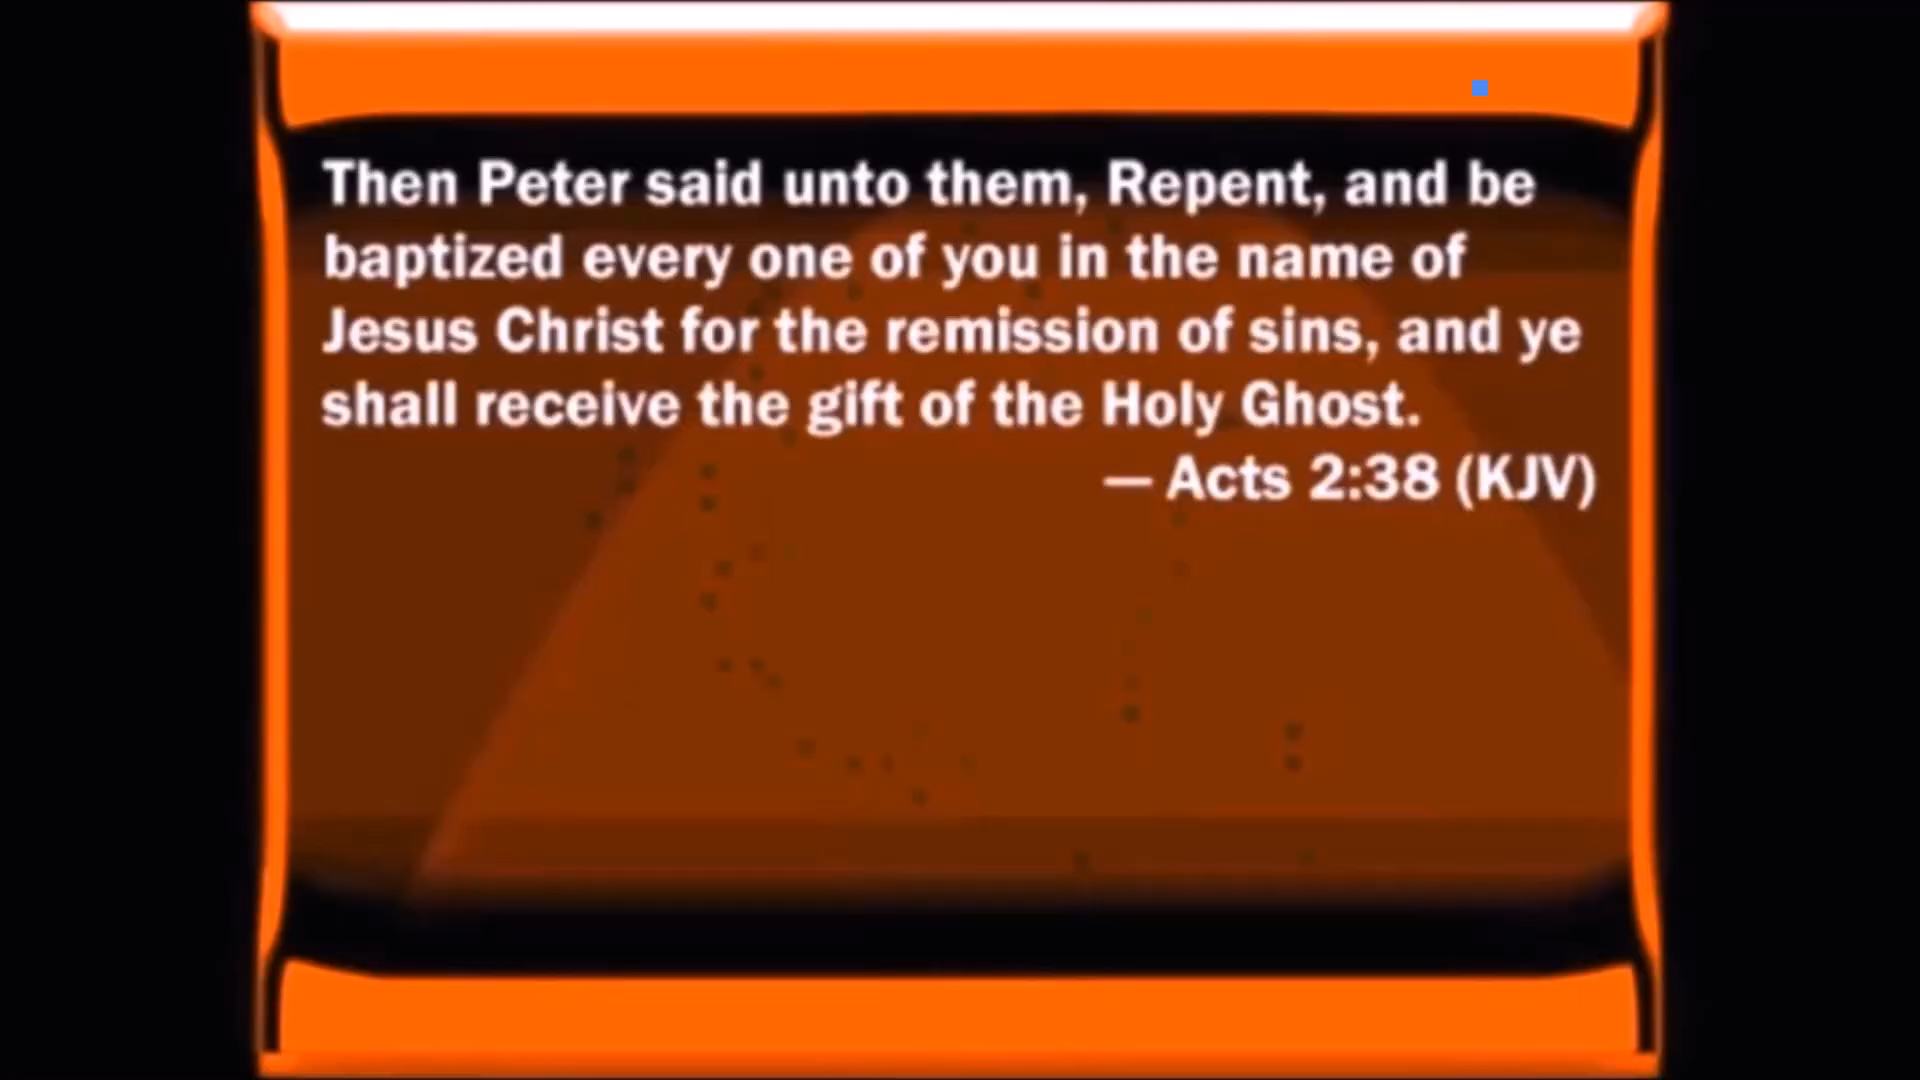 Then Peter said unto them, Repent, and be
baptized every one of you in the name of
Jesus Christ for the remission of sins, and ye
shall receive the gift of the Holy Ghost.
— Acts 2:38 (KJV)